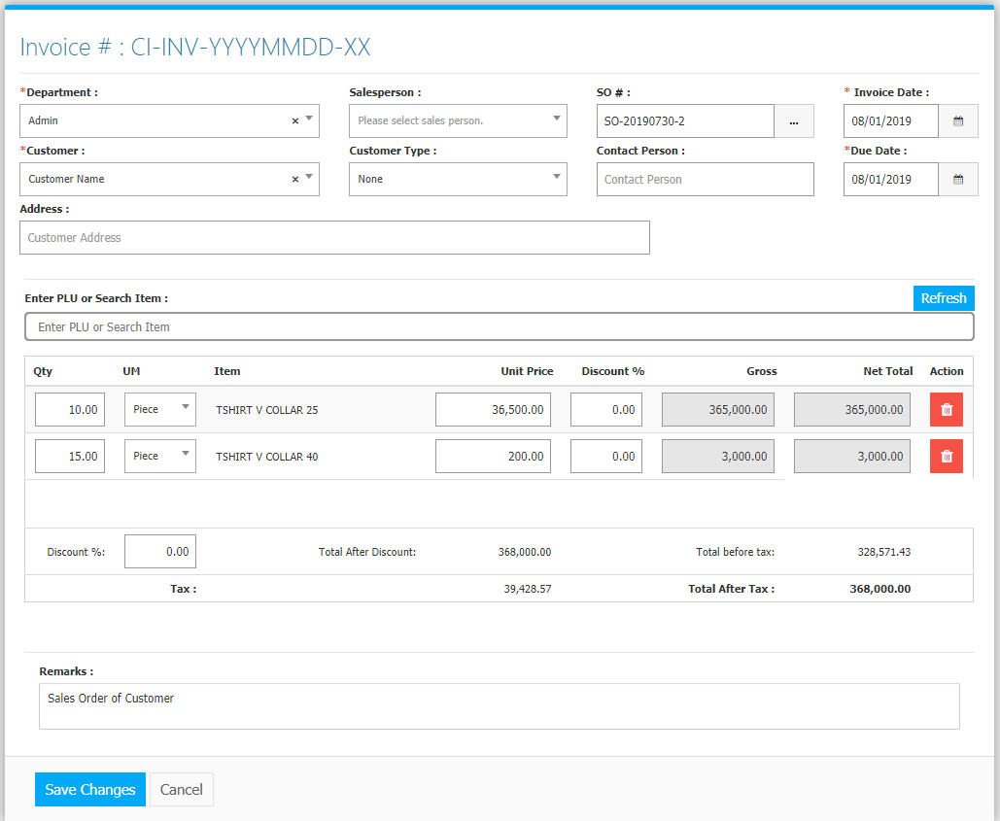 Invoice # : CI-INV-YYYYMMDD-XX
*Department : Salesperson : SO # : * Invoice Date :
Admin × Please select sales person. SO-20190730-2 ... 08/01/2019
*Customer : Customer Type : Contact Person : *Due Date :
Customer Name × None Contact Person 08/01/2019
Address :
Customer Address
Enter PLU or Search Item : Refresh
Enter PLU or Search Item
Qty UM Item Unit Price Discount % Gross Net Total Action
10.00 Piece TSHIRT V COLLAR 25 36,500.00 0.00 365,000.00 365,000.00
15.00 Piece TSHIRT V COLLAR 40 200.00 0.00 3,000.00 3,000.00
Discount %: 0.00 Total After Discount: 368,000.00 Total before tax: 328,571.43
Tax : 39,428.57 Total After Tax : 368,000.00
Remarks :
Sales Order of Customer
Save Changes Cancel